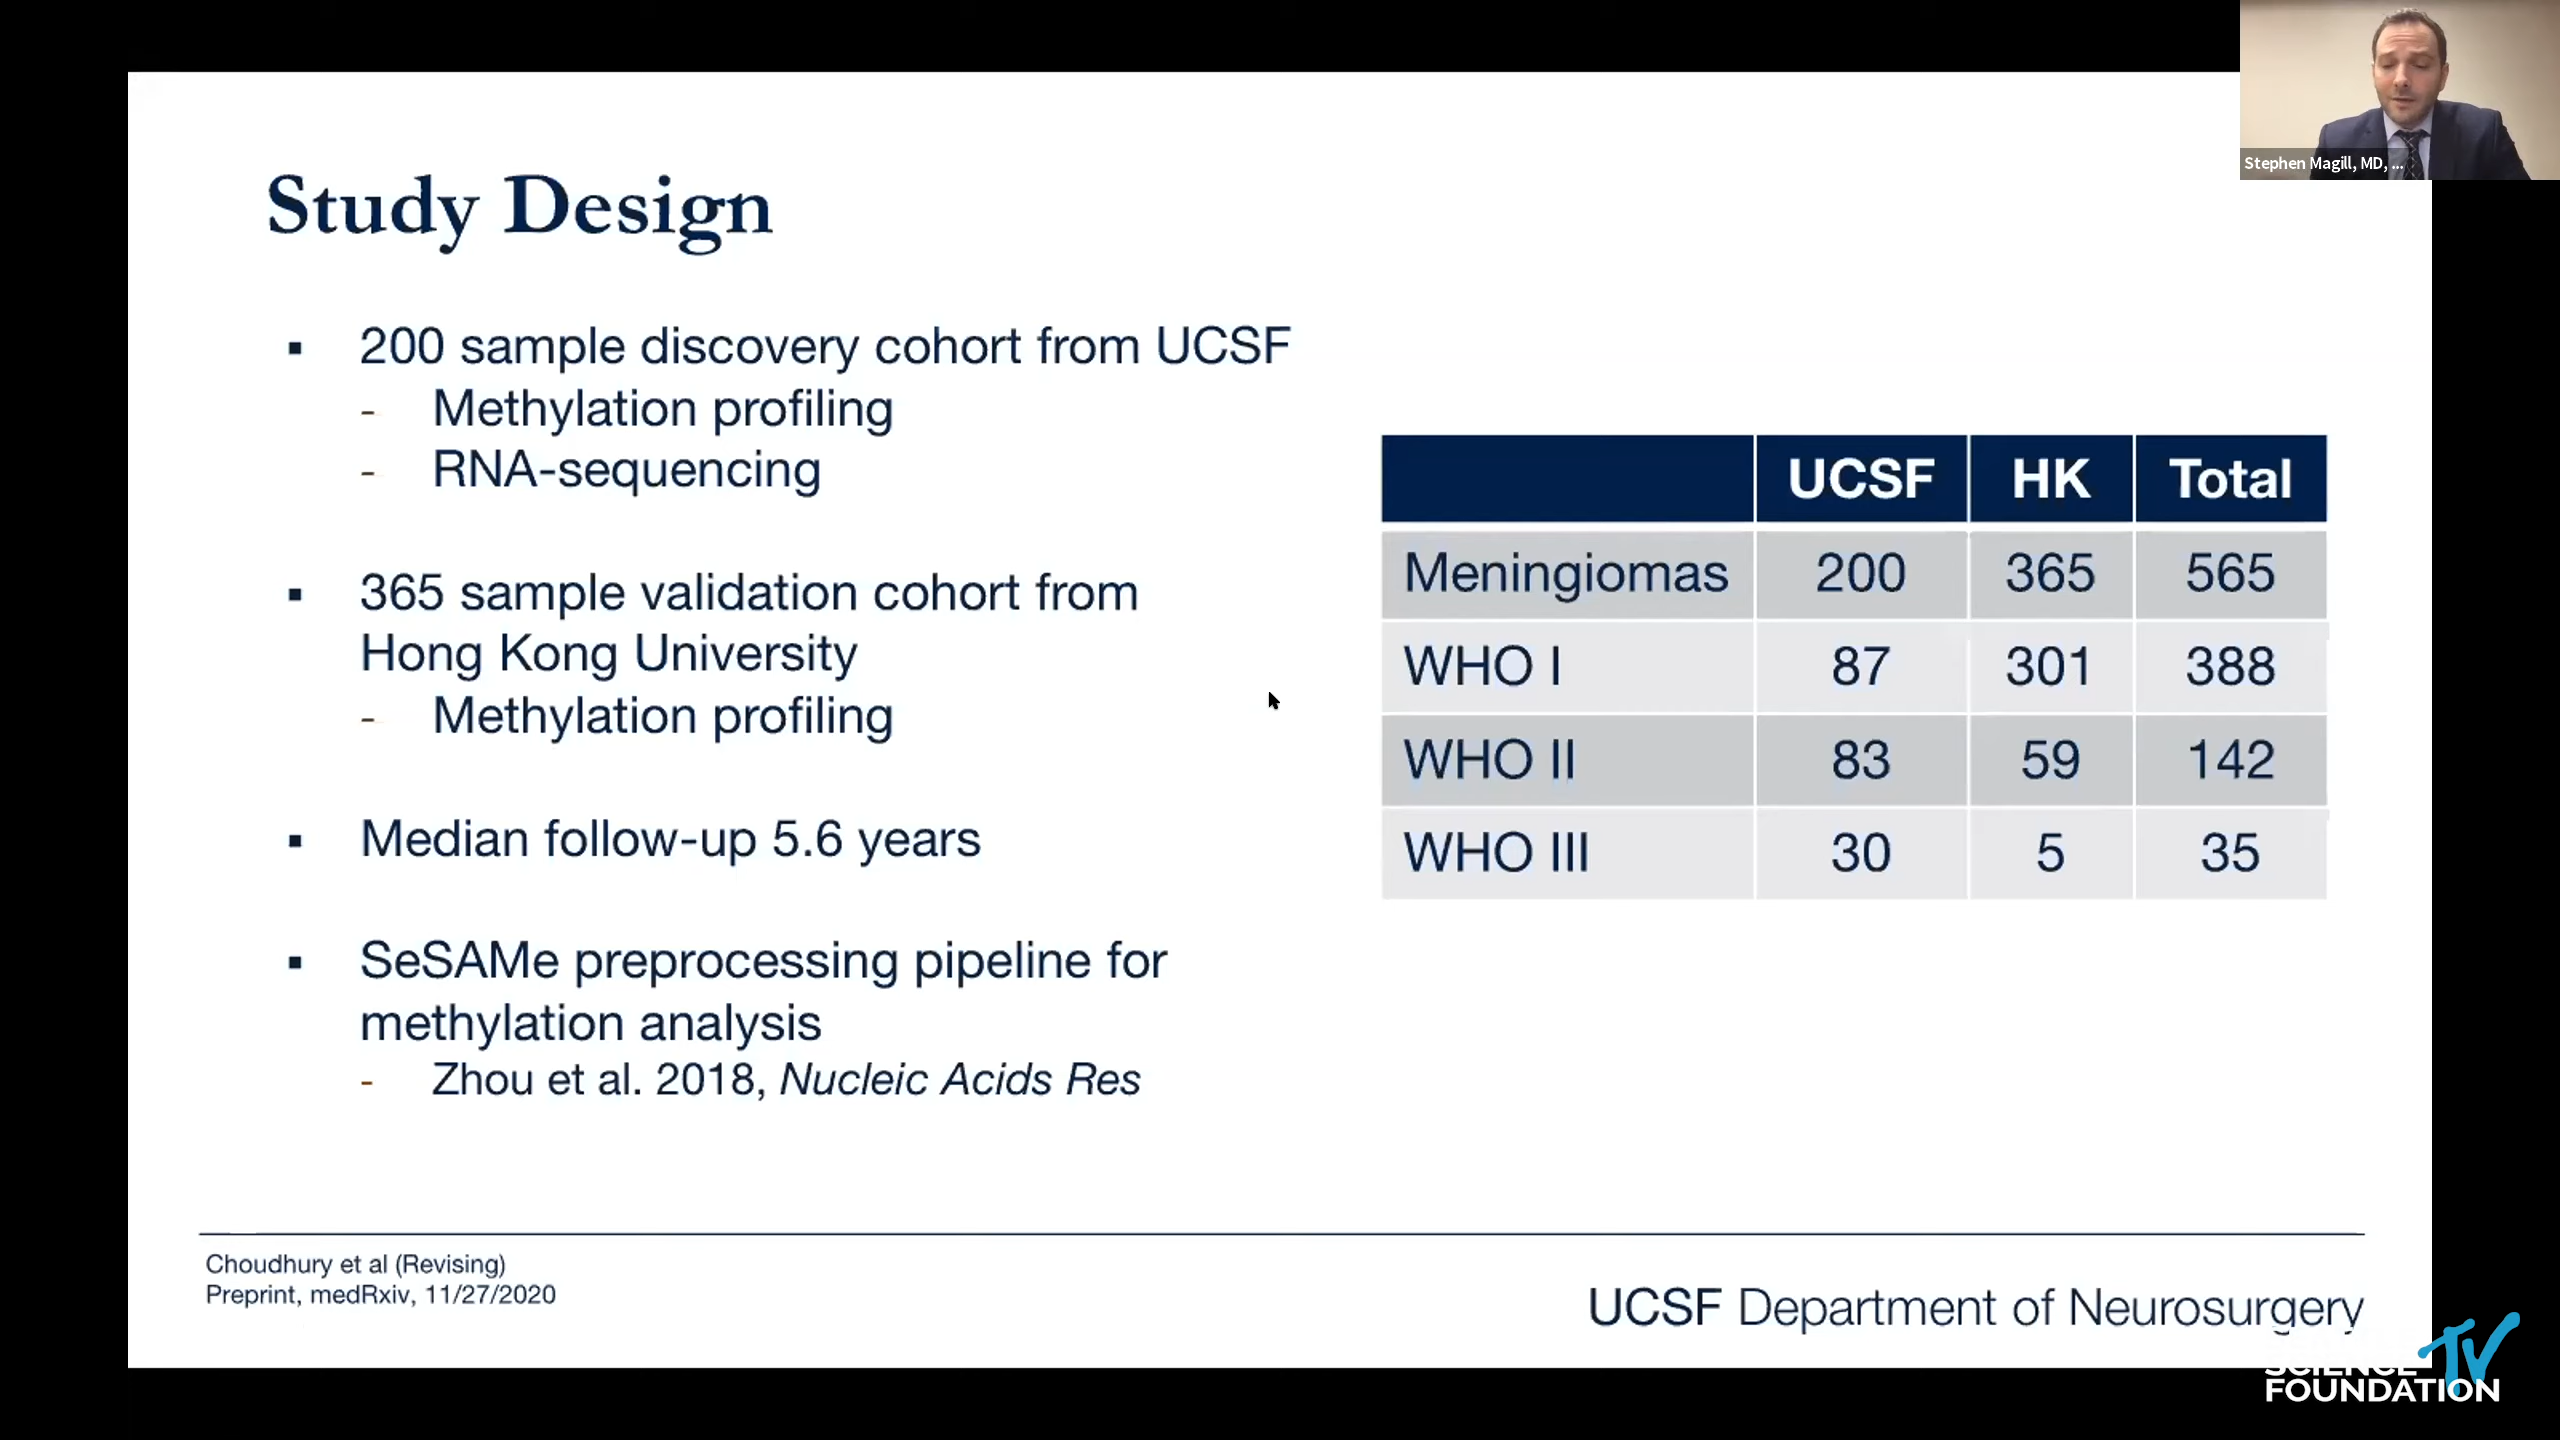 Stephen Magill, MD, ...
Study Design
▪ 200 sample discovery cohort from UCSF
- Methylation profiling
- RNA-sequencing
▪ 365 sample validation cohort from
Hong Kong University
- Methylation profiling
▪ Median follow-up 5.6 years
▪ SeSAMe preprocessing pipeline for
methylation analysis
- Zhou et al. 2018, Nucleic Acids Res
UCSF HK Total
Meningiomas 200 365 565
WHO I 87 301 388
WHO II 83 59 142
WHO III 30 5 35
Choudhury et al (Revising)
Preprint, medRxiv, 11/27/2020
UCSF Department of Neurosurgery
SCIENCE TV
FOUNDATION